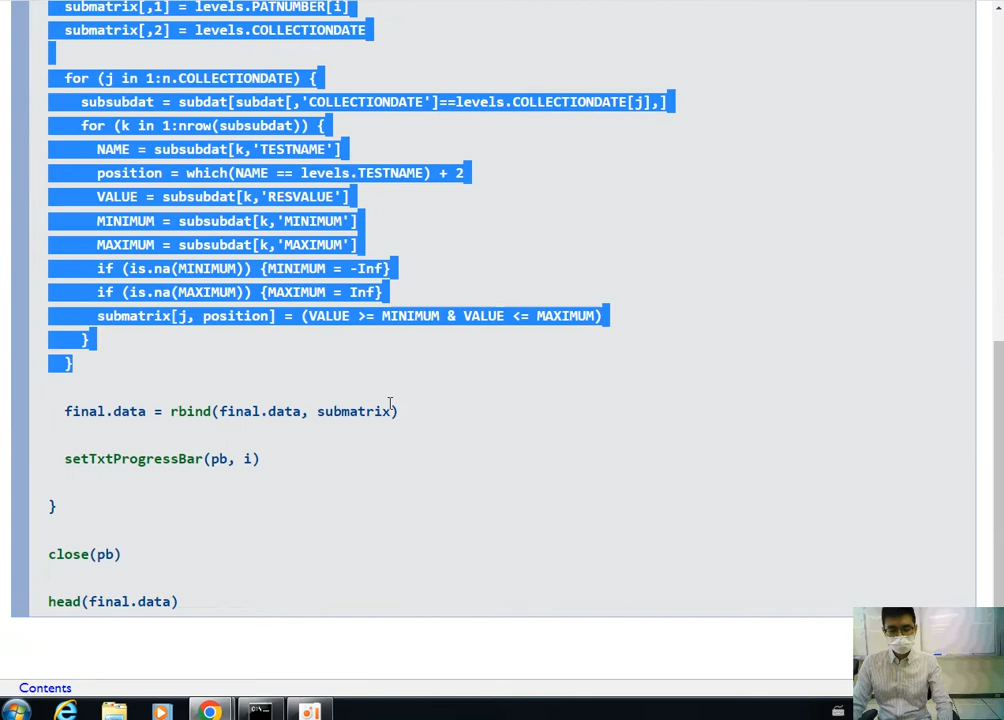 submatrix[,1] = levels.PATNUMBER[i]
submatrix[,2] = levels.COLLECTIONDATE
for (j in 1:n.COLLECTIONDATE) {
subsubdat = subdat[subdat[,'COLLECTIONDATE']==levels.COLLECTIONDATE[j],]
for (k in 1:nrow(subsubdat)) {
NAME = subsubdat[k,'TESTNAME']
position = which(NAME == levels.TESTNAME) + 2
VALUE = subsubdat[k,'RESVALUE']
MINIMUM = subsubdat[k,'MINIMUM']
MAXIMUM = subsubdat[k,'MAXIMUM']
if (is.na(MINIMUM)) {MINIMUM = -Inf}
if (is.na(MAXIMUM)) {MAXIMUM = Inf}
submatrix[j, position] = (VALUE >= MINIMUM & VALUE <= MAXIMUM)
}
}
final.data = rbind(final.data, submatrix)
setTxtProgressBar(pb, i)
}
close(pb)
head(final.data)
Contents